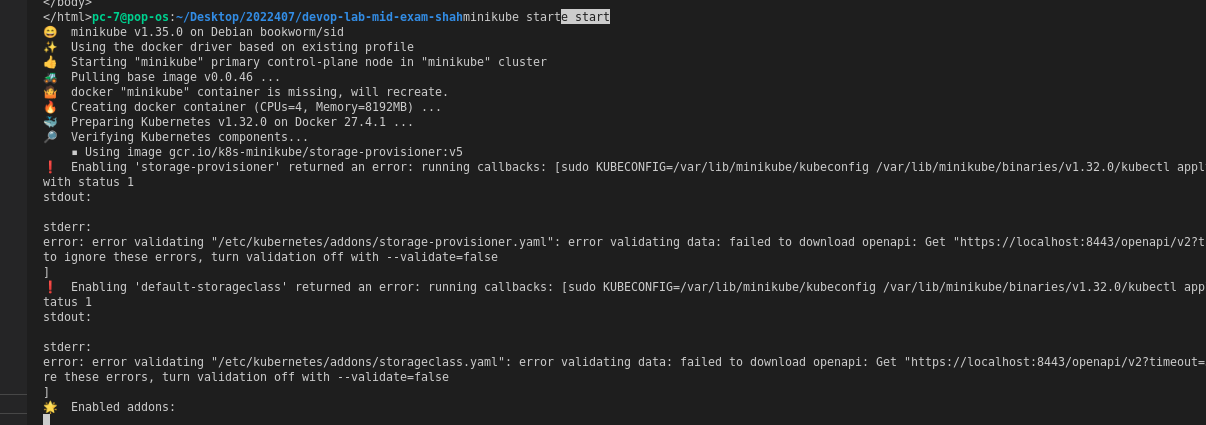 </body>
</html>pc-7@pop-os:~/Desktop/2022407/devop-lab-mid-exam-shahminikube starte start
😄  minikube v1.35.0 on Debian bookworm/sid
✨  Using the docker driver based on existing profile
👍  Starting "minikube" primary control-plane node in "minikube" cluster
🚜  Pulling base image v0.0.46 ...
🤷  docker "minikube" container is missing, will recreate.
🔥  Creating docker container (CPUs=4, Memory=8192MB) ...
🐳  Preparing Kubernetes v1.32.0 on Docker 27.4.1 ...
🔎  Verifying Kubernetes components...
    ▪ Using image gcr.io/k8s-minikube/storage-provisioner:v5
❗  Enabling 'storage-provisioner' returned an error: running callbacks: [sudo KUBECONFIG=/var/lib/minikube/kubeconfig /var/lib/minikube/binaries/v1.32.0/kubectl appl
with status 1
stdout:
stderr:
error: error validating "/etc/kubernetes/addons/storage-provisioner.yaml": error validating data: failed to download openapi: Get "https://localhost:8443/openapi/v2?t
to ignore these errors, turn validation off with --validate=false
]
❗  Enabling 'default-storageclass' returned an error: running callbacks: [sudo KUBECONFIG=/var/lib/minikube/kubeconfig /var/lib/minikube/binaries/v1.32.0/kubectl app
tatus 1
stdout:
stderr:
error: error validating "/etc/kubernetes/addons/storageclass.yaml": error validating data: failed to download openapi: Get "https://localhost:8443/openapi/v2?timeout=
re these errors, turn validation off with --validate=false
]
🌟  Enabled addons: